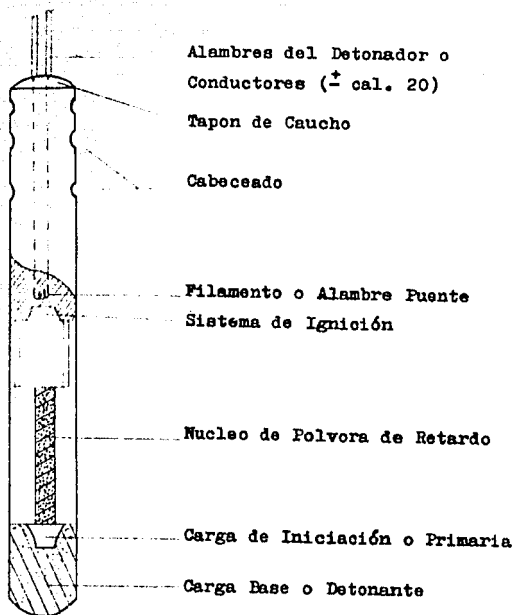 Alambres del Detonador o
Conductores (± cal. 20)
Tapon de Caucho
Cabeceado
Filamento o Alambre Puente
Sistema de Ignición
Nucleo de Polvora de Retardo
Carga de Iniciación o Primaria
Carga Base o Detonante